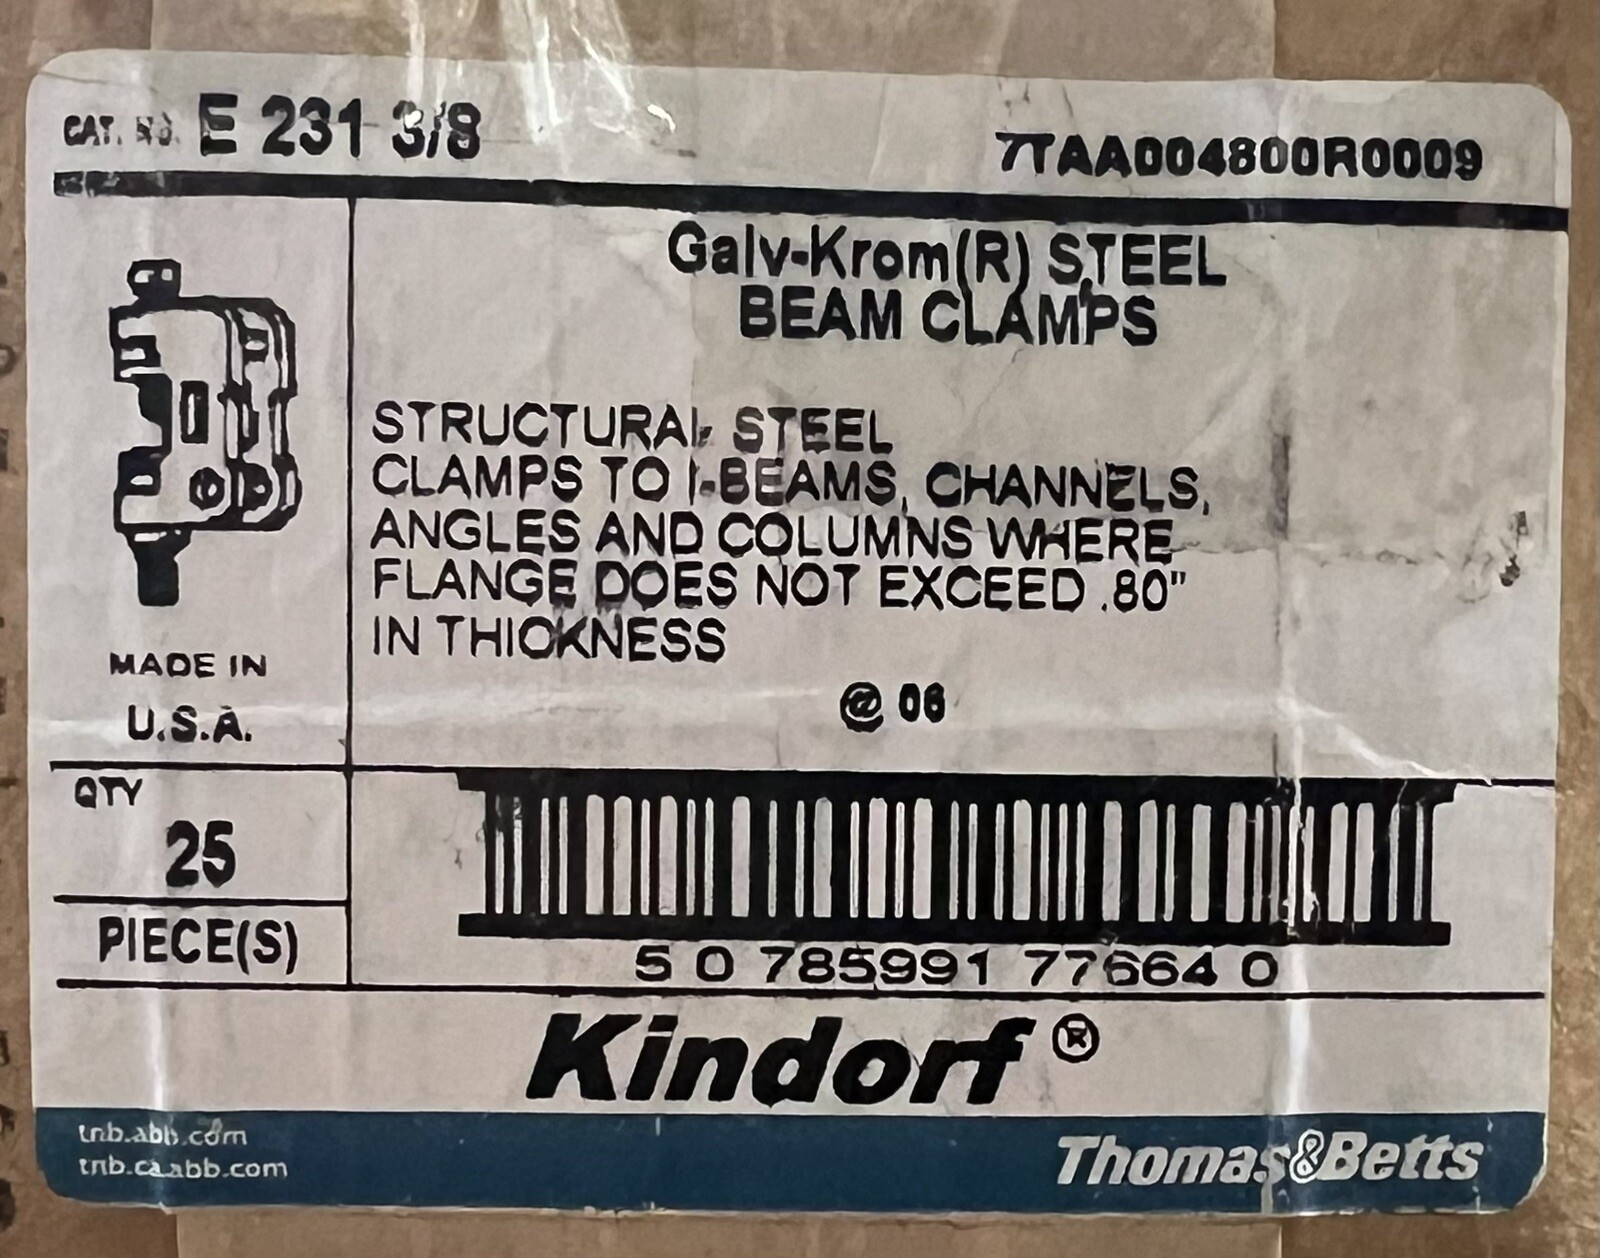 CAT. NO. E 231 3/8
7TAA004800R0009
Galv-Krom(R) STEEL
BEAM CLAMPS
STRUCTURAL STEEL
CLAMPS TO I-BEAMS, CHANNELS,
ANGLES AND COLUMNS WHERE
FLANGE DOES NOT EXCEED .80"
IN THICKNESS
@ 06
MADE IN
U.S.A.
QTY
25
PIECE(S)
5 0 785991 77664 0
Kindorf®
tnb.abb.com
tnb.ca.abb.com
Thomas&Betts